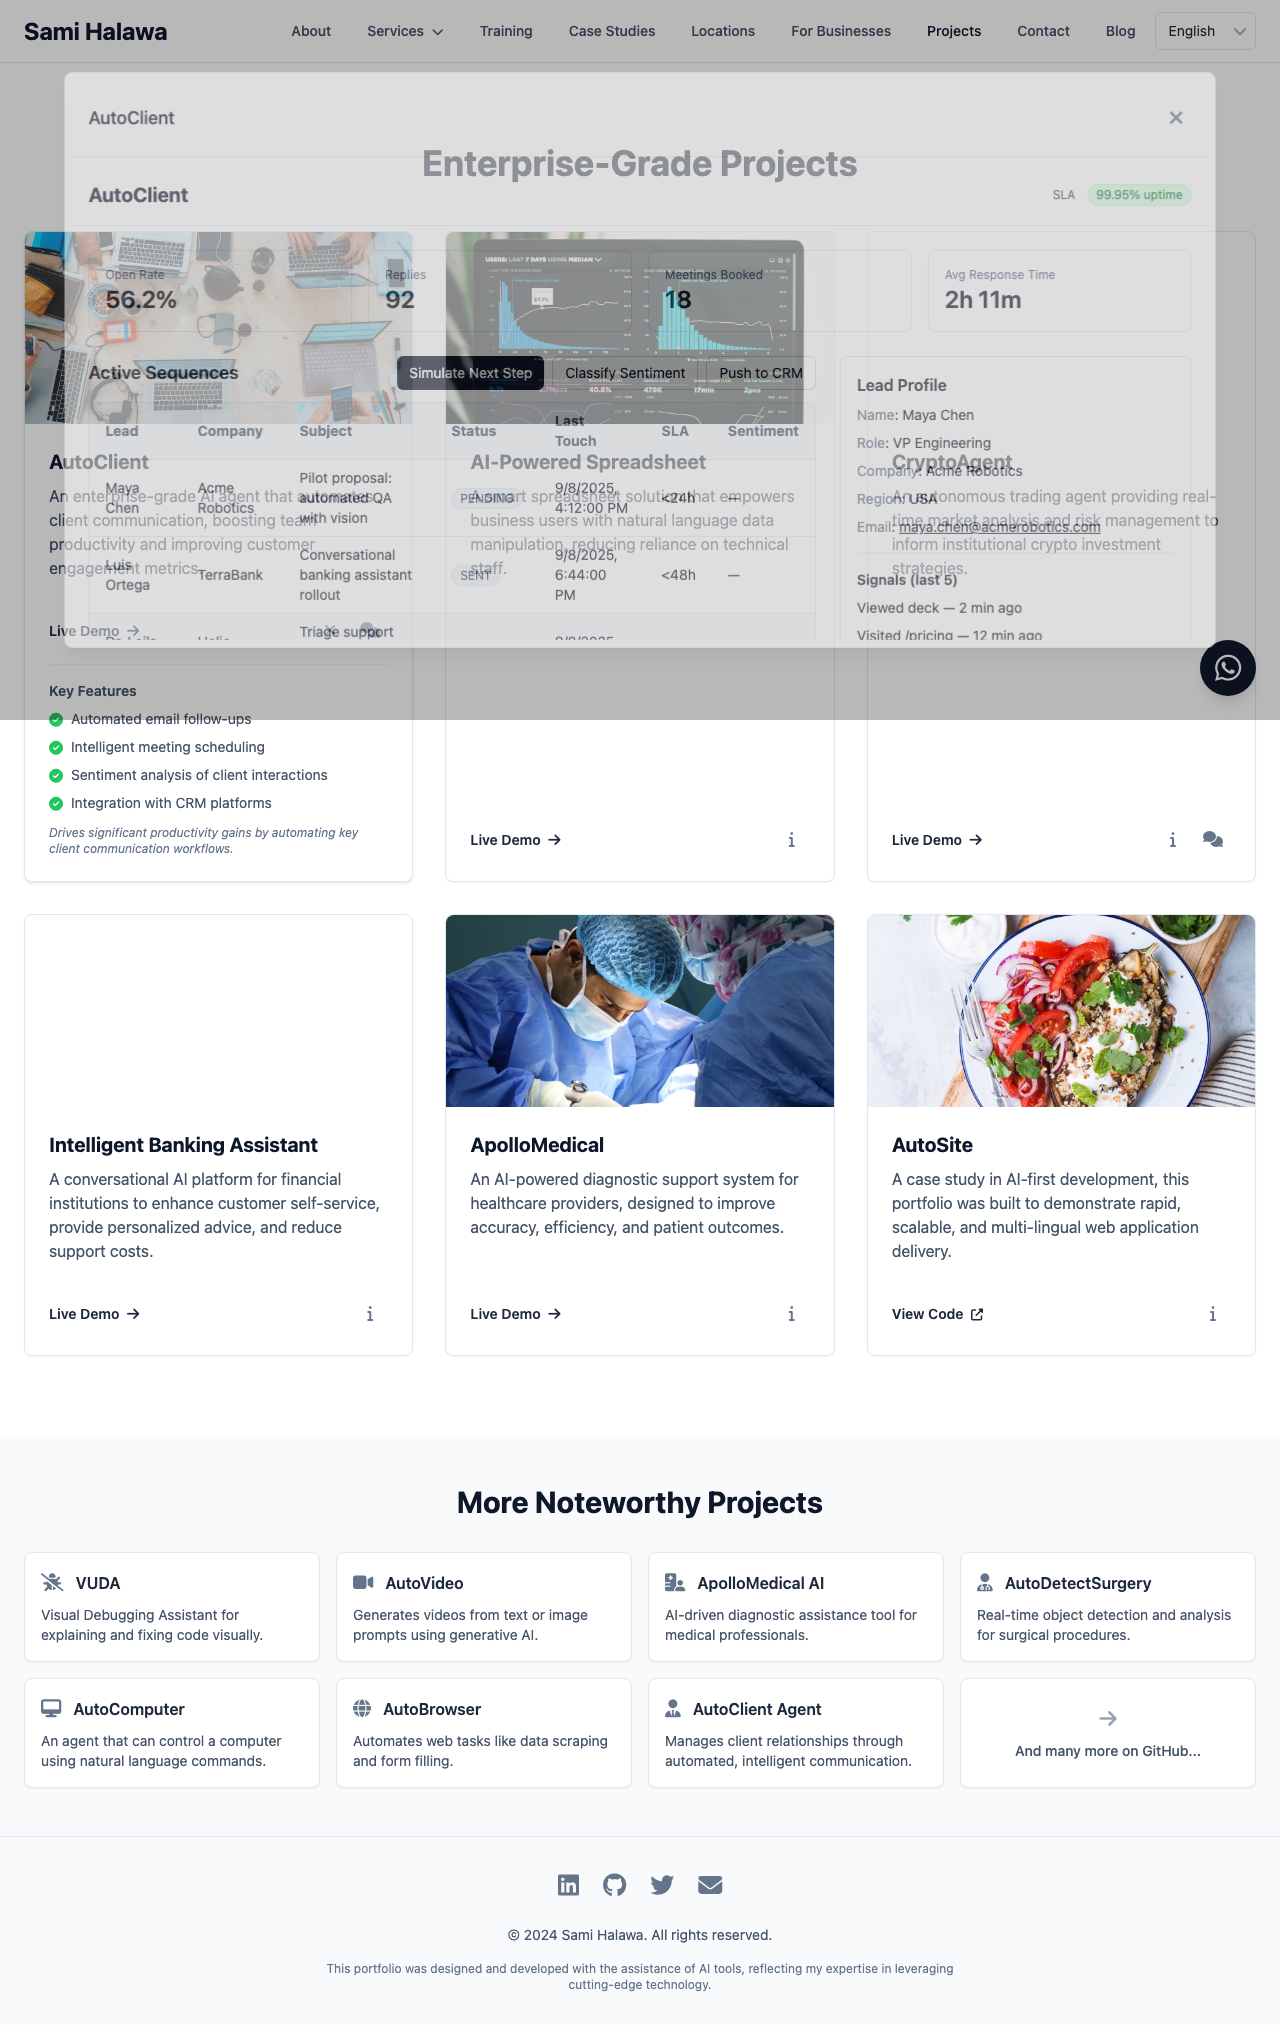 Sami Halawa
About
Services
Training
Case Studies
Locations
For Businesses
Projects
Contact
Blog
English
AutoClient
Enterprise-Grade Projects
AutoClient
SLA
99.95% uptime
USERS: LAST 7 DAYS USING MEDIAN
Open Rate
56.2%
Replies
92
Meetings Booked
18
Avg Response Time
2h 11m
Active Sequences
Simulate Next Step
Classify Sentiment
Push to CRM
Lead
Company
Subject
Status
Last Touch
SLA
Sentiment
Maya Chen
Acme Robotics
Pilot proposal: automated QA with vision
PENDING
9/8/2025, 4:12:00 PM
<24h
—
Luis Ortega
TerraBank
Conversational banking assistant rollout
SENT
9/8/2025, 6:44:00 PM
<48h
—
Triage support
Lead Profile
Name: Maya Chen
Role: VP Engineering
Company: Acme Robotics
Region: USA
Email: maya.chen@acmerobotics.com
Signals (last 5)
Viewed deck — 2 min ago
Visited /pricing — 12 min ago
AutoClient
An enterprise-grade AI agent that automates
client communication, boosting team
productivity and improving customer
engagement metrics.
Live Demo
Key Features
Automated email follow-ups
Intelligent meeting scheduling
Sentiment analysis of client interactions
Integration with CRM platforms
Drives significant productivity gains by automating key
client communication workflows.
AI-Powered Spreadsheet
A smart spreadsheet solution that empowers
business users with natural language data
manipulation, reducing reliance on technical
staff.
Live Demo
CryptoAgent
An autonomous trading agent providing real-
time market analysis and risk management to
inform institutional crypto investment
strategies.
Live Demo
Intelligent Banking Assistant
A conversational AI platform for financial
institutions to enhance customer self-service,
provide personalized advice, and reduce
support costs.
Live Demo
ApolloMedical
An AI-powered diagnostic support system for
healthcare providers, designed to improve
accuracy, efficiency, and patient outcomes.
Live Demo
AutoSite
A case study in AI-first development, this
portfolio was built to demonstrate rapid,
scalable, and multi-lingual web application
delivery.
View Code
More Noteworthy Projects
VUDA
Visual Debugging Assistant for
explaining and fixing code visually.
AutoVideo
Generates videos from text or image
prompts using generative AI.
ApolloMedical AI
AI-driven diagnostic assistance tool for
medical professionals.
AutoDetectSurgery
Real-time object detection and analysis
for surgical procedures.
AutoComputer
An agent that can control a computer
using natural language commands.
AutoBrowser
Automates web tasks like data scraping
and form filling.
AutoClient Agent
Manages client relationships through
automated, intelligent communication.
And many more on GitHub...
© 2024 Sami Halawa. All rights reserved.
This portfolio was designed and developed with the assistance of AI tools, reflecting my expertise in leveraging
cutting-edge technology.